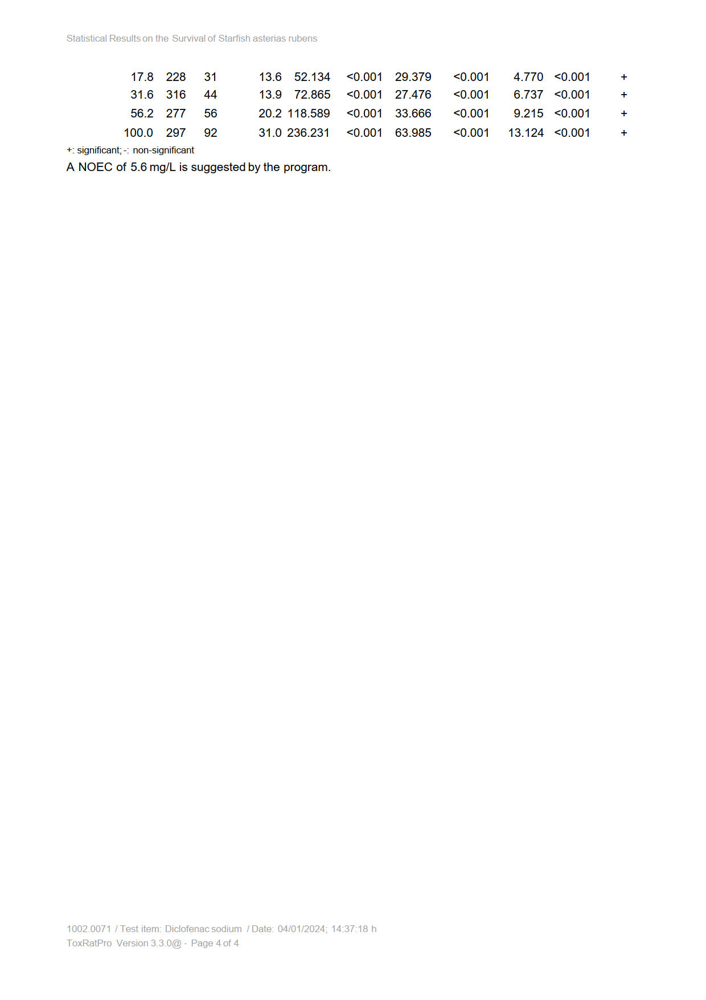 Statistical Results on the Survival of Starfish asterias rubens
17.8 228 31 13.6 52.134 <0.001 29.379 <0.001 4.770 <0.001 +
31.6 316 44 13.9 72.865 <0.001 27.476 <0.001 6.737 <0.001 +
56.2 277 56 20.2 118.589 <0.001 33.666 <0.001 9.215 <0.001 +
100.0 297 92 31.0 236.231 <0.001 63.985 <0.001 13.124 <0.001 +
+: significant; -: non-significant
A NOEC of 5.6 mg/L is suggested by the program.
1002.0071 / Test item: Diclofenac sodium / Date: 04/01/2024; 14:37:18 h
ToxRatPro Version 3.3.0@ - Page 4 of 4